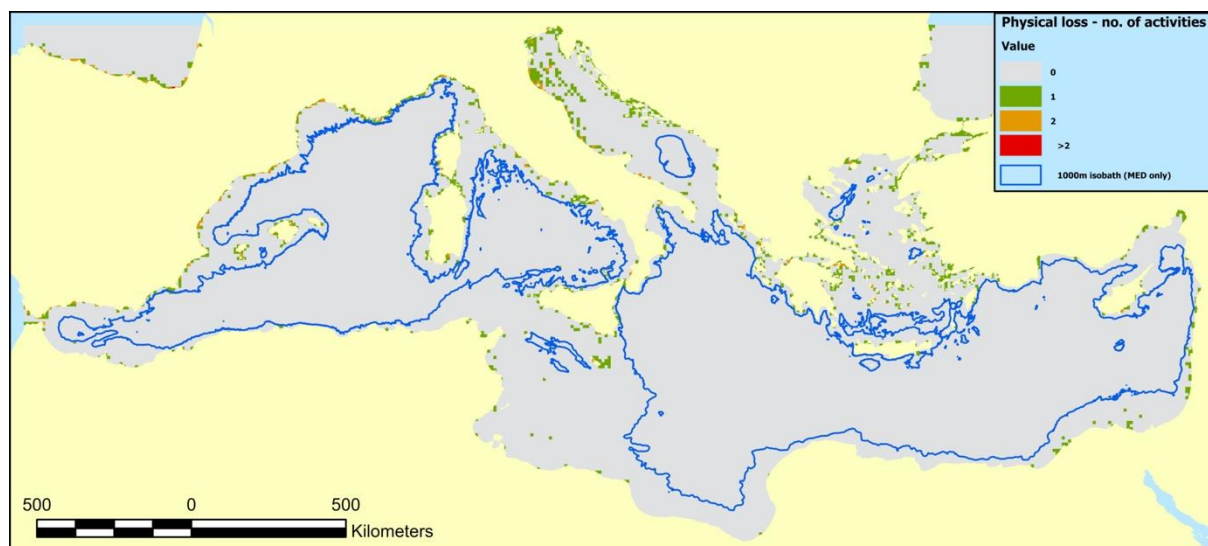 Physical loss - no. of activities
Value
0
1
2
>2
1000m isobath (MED only)
500 0 500
Kilometers